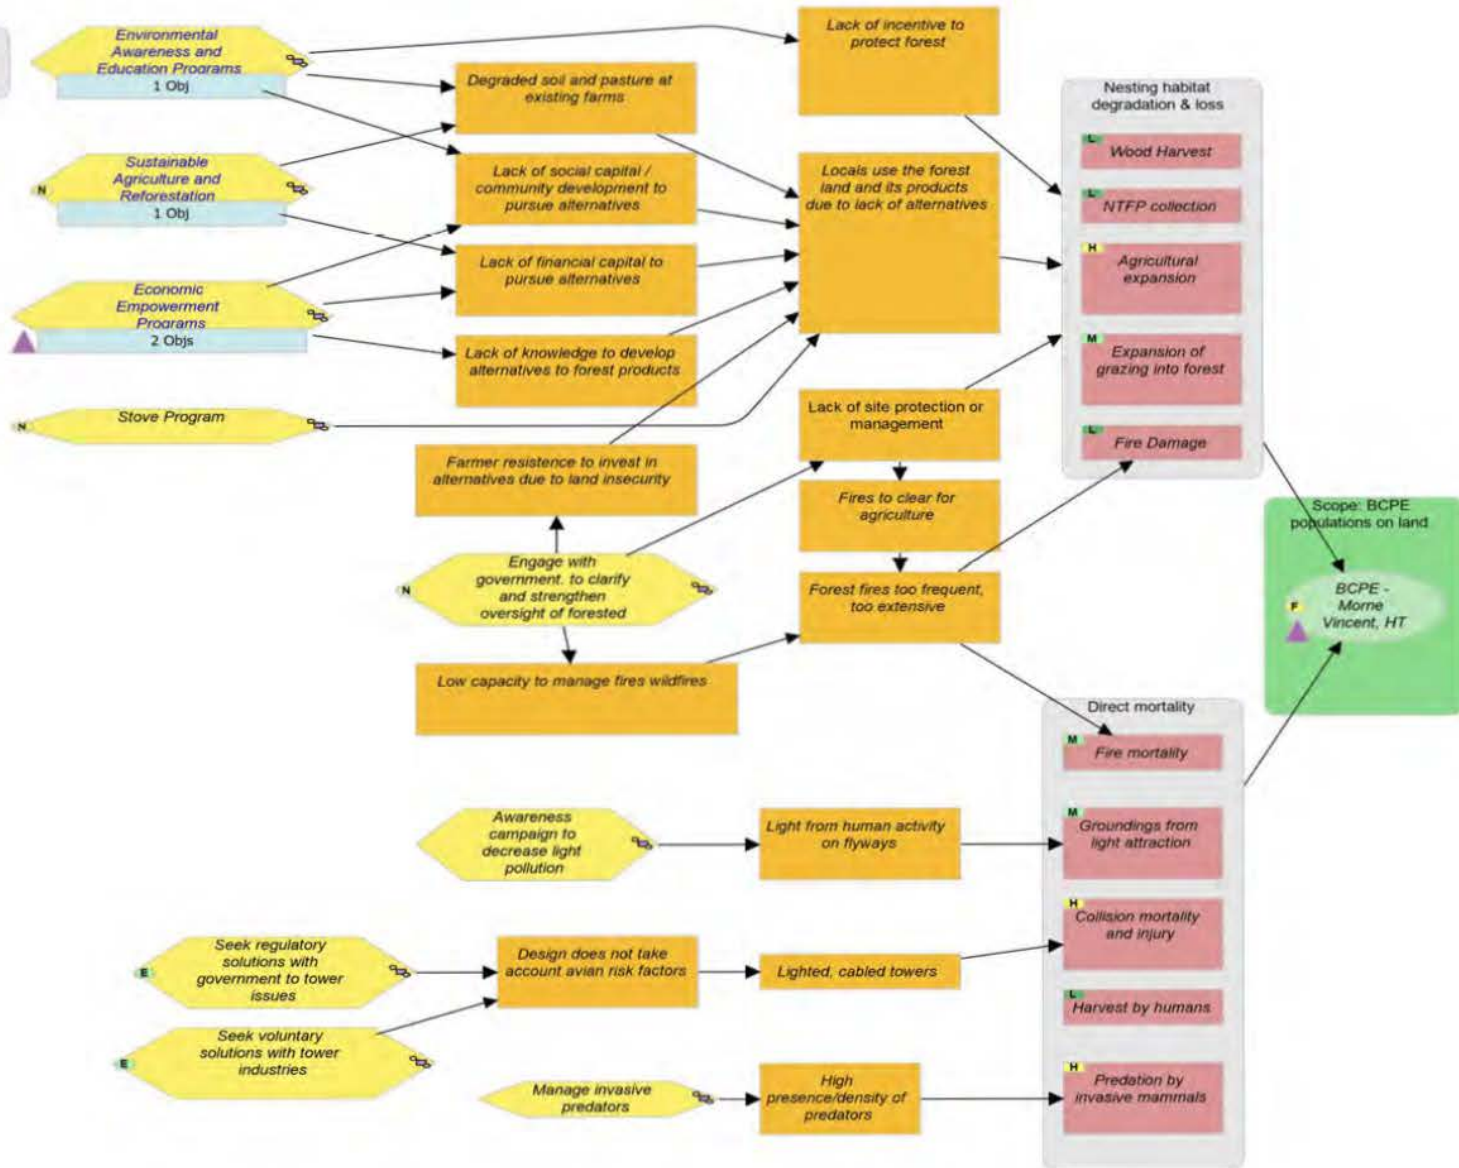 Environmental
Awareness and
Education Programs
1 Obj
N
Sustainable
Agriculture and
Reforestation
1 Obj
Economic
Empowerment
Programs
2 Objs
N
Stove Program
Degraded soil and pasture at
existing farms
Lack of social capital /
community development to
pursue alternatives
Lack of financial capital to
pursue alternatives
Lack of knowledge to develop
alternatives to forest products
Farmer resistence to invest in
alternatives due to land insecurity
N
Engage with
government. to clarify
and strengthen
oversight of forested
Low capacity to manage fires wildfires
Lack of incentive to
protect forest
Locals use the forest
land and its products
due to lack of alternatives
Lack of site protection or
management
Fires to clear for
agriculture
Forest fires too frequent,
too extensive
Nesting habitat
degradation & loss
L
Wood Harvest
L
NTFP collection
H
Agricultural
expansion
M
Expansion of
grazing into forest
L
Fire Damage
Scope: BCPE
populations on land
F
BCPE -
Morne
Vincent, HT
Awareness
campaign to
decrease light
pollution
Light from human activity
on flyways
E
Seek regulatory
solutions with
government to tower
issues
E
Seek voluntary
solutions with tower
industries
Design does not take
account avian risk factors
Lighted, cabled towers
Manage invasive
predators
High
presence/density of
predators
Direct mortality
M
Fire mortality
M
Groundings from
light attraction
H
Collision mortality
and injury
L
Harvest by humans
H
Predation by
invasive mammals